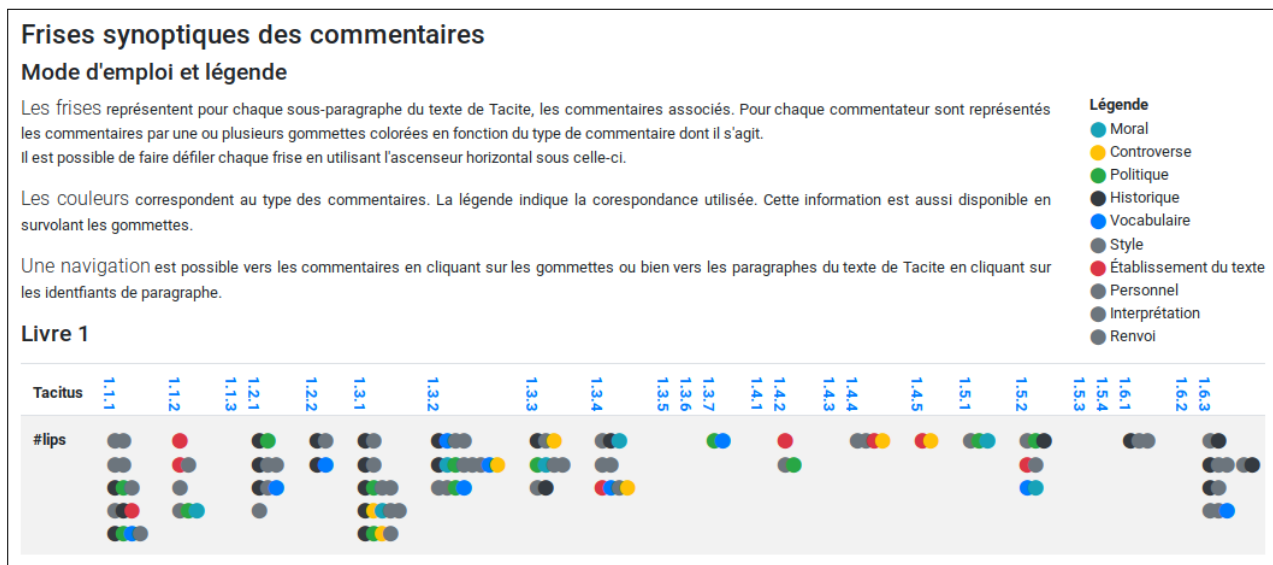 Frises synoptiques des commentaires
Mode d'emploi et légende
Les frises représentent pour chaque sous-paragraphe du texte de Tacite, les commentaires associés. Pour chaque commentateur sont représentés
les commentaires par une ou plusieurs gommettes colorées en fonction du type de commentaire dont il s'agit.
Il est possible de faire défiler chaque frise en utilisant l'ascenseur horizontal sous celle-ci.
Les couleurs correspondent au type des commentaires. La légende indique la corespondance utilisée. Cette information est aussi disponible en
survolant les gommettes.
Une navigation est possible vers les commentaires en cliquant sur les gommettes ou bien vers les paragraphes du texte de Tacite en cliquant sur
les identfiants de paragraphe.
Légende
Moral
Controverse
Politique
Historique
Vocabulaire
Style
Établissement du texte
Personnel
Interprétation
Renvoi
Livre 1
Tacitus 1.1.1 1.1.2 1.1.3 1.2.1 1.2.2 1.3.1 1.3.2 1.3.3 1.3.4 1.3.5 1.3.6 1.3.7 1.4.1 1.4.2 1.4.3 1.4.4 1.4.5 1.5.1 1.5.2 1.5.3 1.5.4 1.6.1 1.6.2 1.6.3
#lips